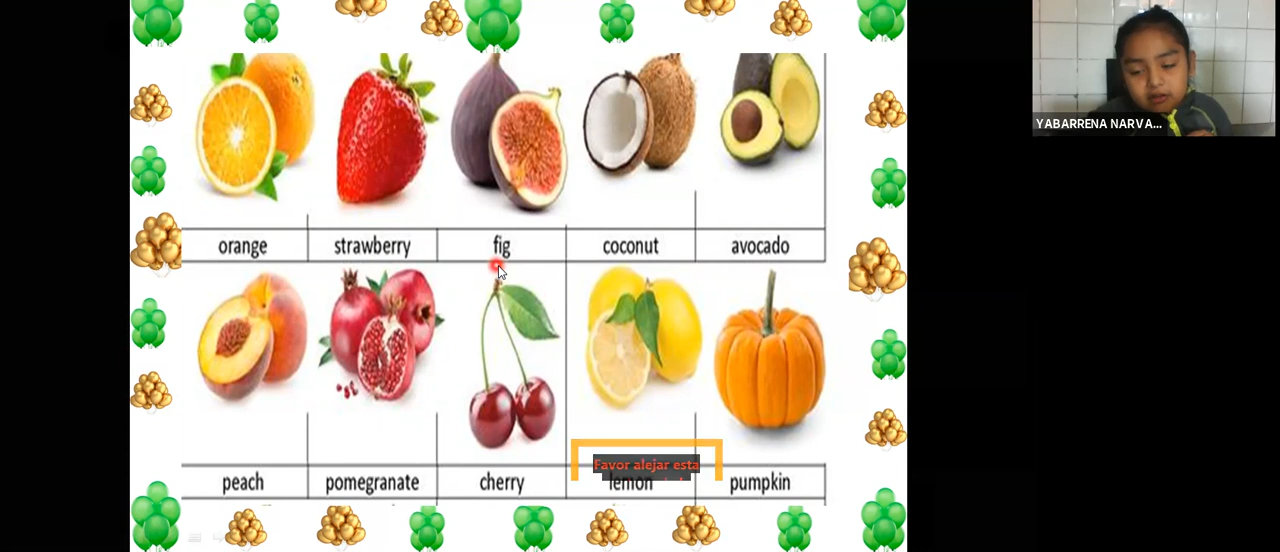 YABARRENA NARVA...
orange strawberry fig coconut avocado
Favor alejar esta
peach pomegranate cherry lemon pumpkin